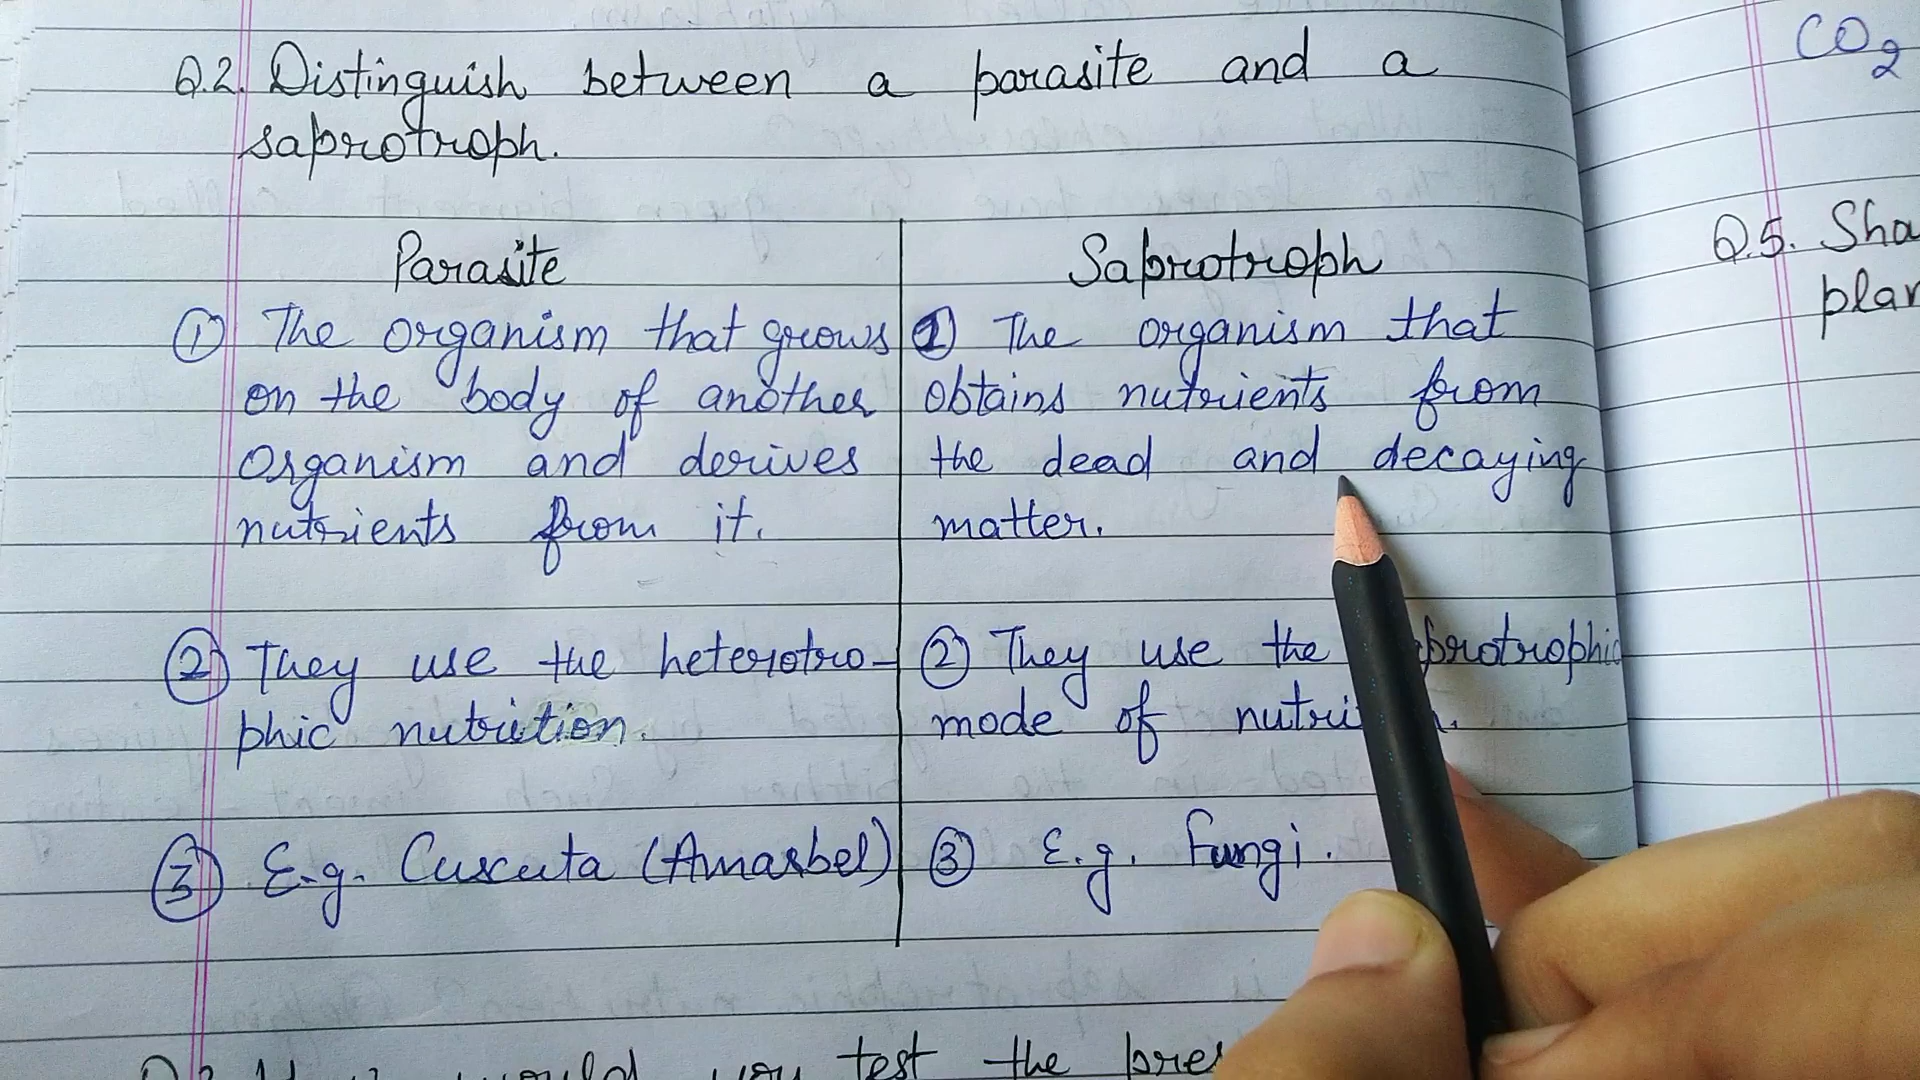 Q.2. Distinguish between a parasite and a
saprotroph.
Parasite
① The organism that grows
on the body of another
organism and derives
nutrients from it.
② They use the heterotro-
phic nutrition.
③ E.g. Cuscuta (Amarbel)
Saprotroph
① The organism that
obtains nutrients from
the dead and decaying
matter.
② They use the
mode of
③ E.g. Fungi.
would you test the
CO2
Q.5.